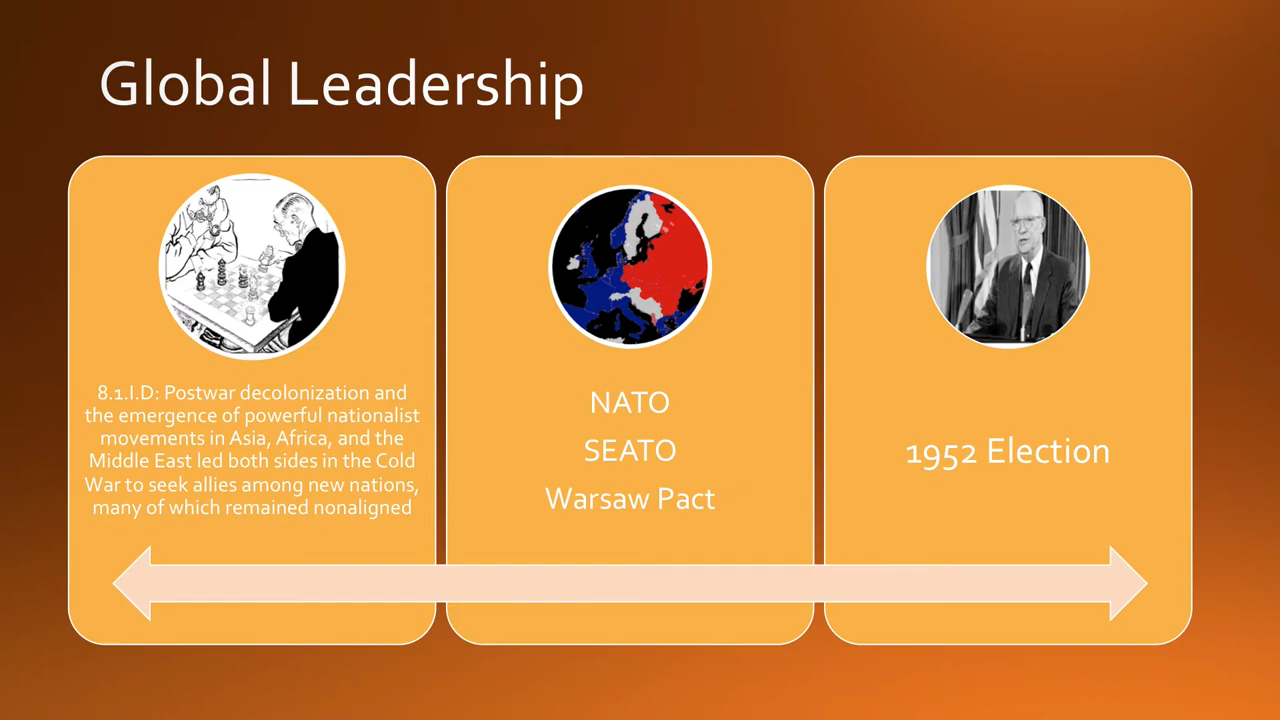 Global Leadership
8.1.I.D: Postwar decolonization and
the emergence of powerful nationalist
movements in Asia, Africa, and the
Middle East led both sides in the Cold
War to seek allies among new nations,
many of which remained nonaligned
NATO
SEATO
Warsaw Pact
1952 Election